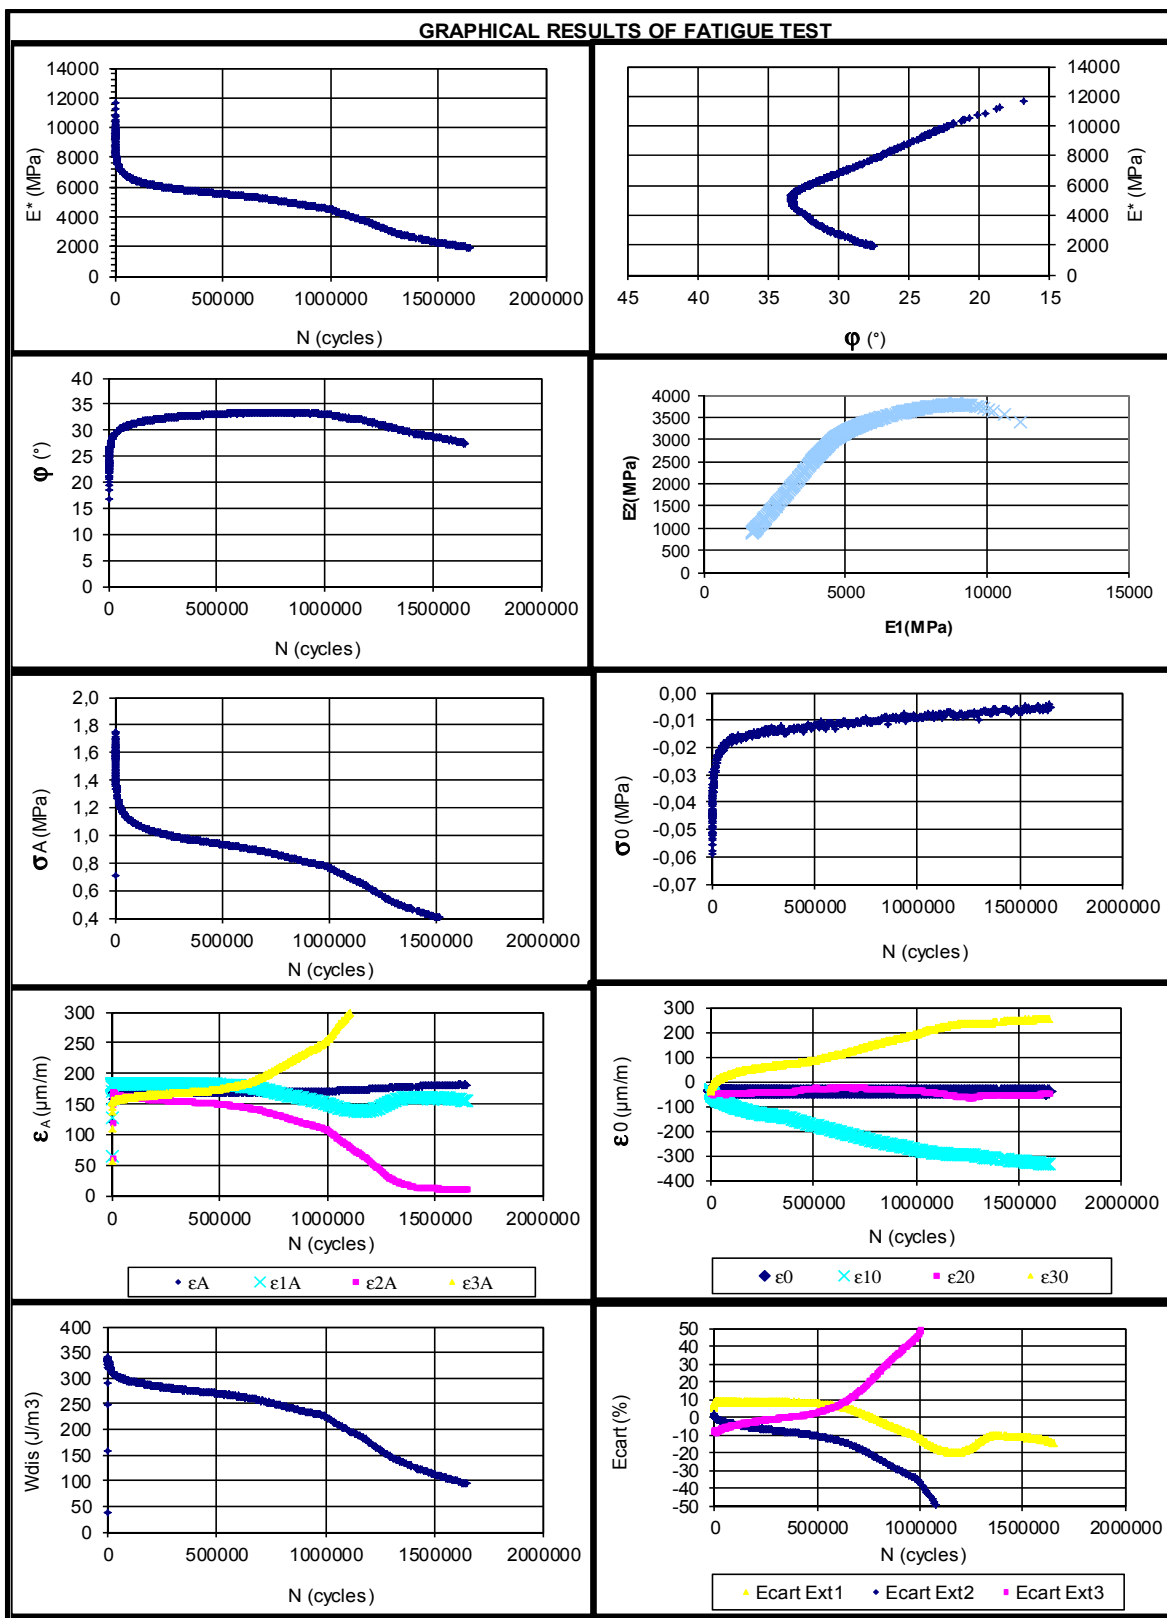 GRAPHICAL RESULTS OF FATIGUE TEST
14000
12000
10000
8000
6000
4000
2000
0
E* (MPa)
0 500000 1000000 1500000 2000000
N (cycles)
14000
12000
10000
8000
6000
4000
2000
0
E* (MPa)
45 40 35 30 25 20 15
φ (°)
40
35
30
25
20
15
10
5
0
φ (°)
0 500000 1000000 1500000 2000000
N (cycles)
4000
3500
3000
2500
2000
1500
1000
500
0
E2(MPa)
0 5000 10000 15000
E1(MPa)
2,0
1,8
1,6
1,4
1,2
1,0
0,8
0,6
0,4
σA (MPa)
0 500000 1000000 1500000 2000000
N (cycles)
0,00
-0,01
-0,02
-0,03
-0,04
-0,05
-0,06
-0,07
σ0 (MPa)
0 500000 1000000 1500000 2000000
N (cycles)
300
250
200
150
100
50
0
εA (µm/m)
0 500000 1000000 1500000 2000000
N (cycles)
εA ε1A ε2A ε3A
300
200
100
0
-100
-200
-300
-400
ε0 (µm/m)
0 500000 1000000 1500000 2000000
N (cycles)
ε0 ε10 ε20 ε30
400
350
300
250
200
150
100
50
0
Wdis (J/m3)
0 500000 1000000 1500000 2000000
N (cycles)
50
40
30
20
10
0
-10
-20
-30
-40
-50
Ecart (%)
0 500000 1000000 1500000 2000000
N (cycles)
Ecart Ext1 Ecart Ext2 Ecart Ext3